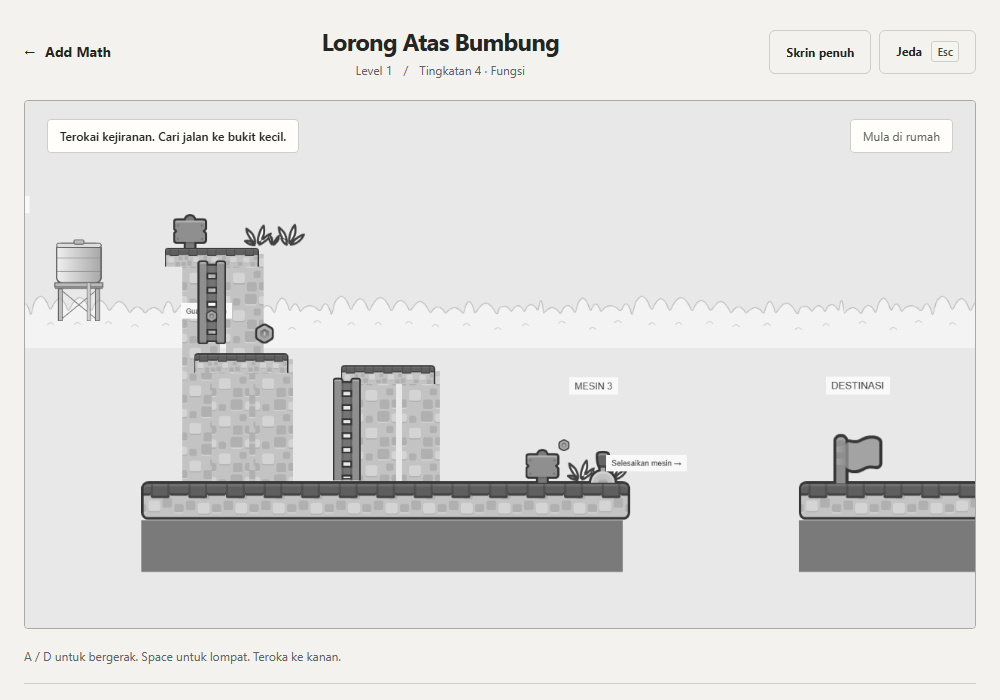 ← Add Math
Lorong Atas Bumbung
Level 1 / Tingkatan 4 · Fungsi
Skrin penuh
Jeda Esc
Terokai kejiranan. Cari jalan ke bukit kecil.
Mula di rumah
MESIN 3
DESTINASI
Selesaikan mesin →
A / D untuk bergerak. Space untuk lompat. Teroka ke kanan.